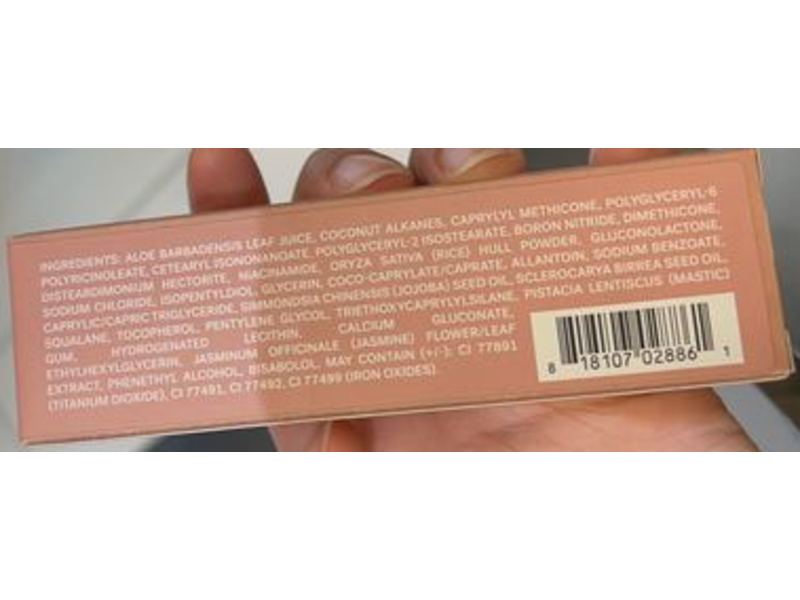 INGREDIENTS: ALOE BARBADENSIS LEAF JUICE, COCONUT ALKANES, CAPRYLYL METHICONE, POLYGLYCERYL-6
POLYRICINOLEATE, CETEARYL ISONONANOATE, POLYGLYCERYL-2 ISOSTEARATE, BORON NITRIDE, DIMETHICONE,
DISTEARDIMONIUM HECTORITE, NIACINAMIDE, ORYZA SATIVA (RICE) HULL POWDER, GLUCONOLACTONE,
SODIUM CHLORIDE, ISOPENTYLDIOL, GLYCERIN, COCO-CAPRYLATE/CAPRATE, ALLANTOIN, SODIUM BENZOATE,
CAPRYLIC/CAPRIC TRIGLYCERIDE, SIMMONDSIA CHINENSIS (JOJOBA) SEED OIL, SCLEROCARYA BIRREA SEED OIL,
SQUALANE, TOCOPHEROL, PENTYLENE GLYCOL, TRIETHOXYCAPRYLYLSILANE, PISTACIA LENTISCUS (MASTIC)
GUM, HYDROGENATED LECITHIN, CALCIUM GLUCONATE,
ETHYLHEXYLGLYCERIN, JASMINUM OFFICINALE (JASMINE) FLOWER/LEAF
EXTRACT, PHENETHYL ALCOHOL, BISABOLOL, MAY CONTAIN (+/-): CI 77891
(TITANIUM DIOXIDE), CI 77491, CI 77492, CI 77499 (IRON OXIDES).
8 18107 02886 1